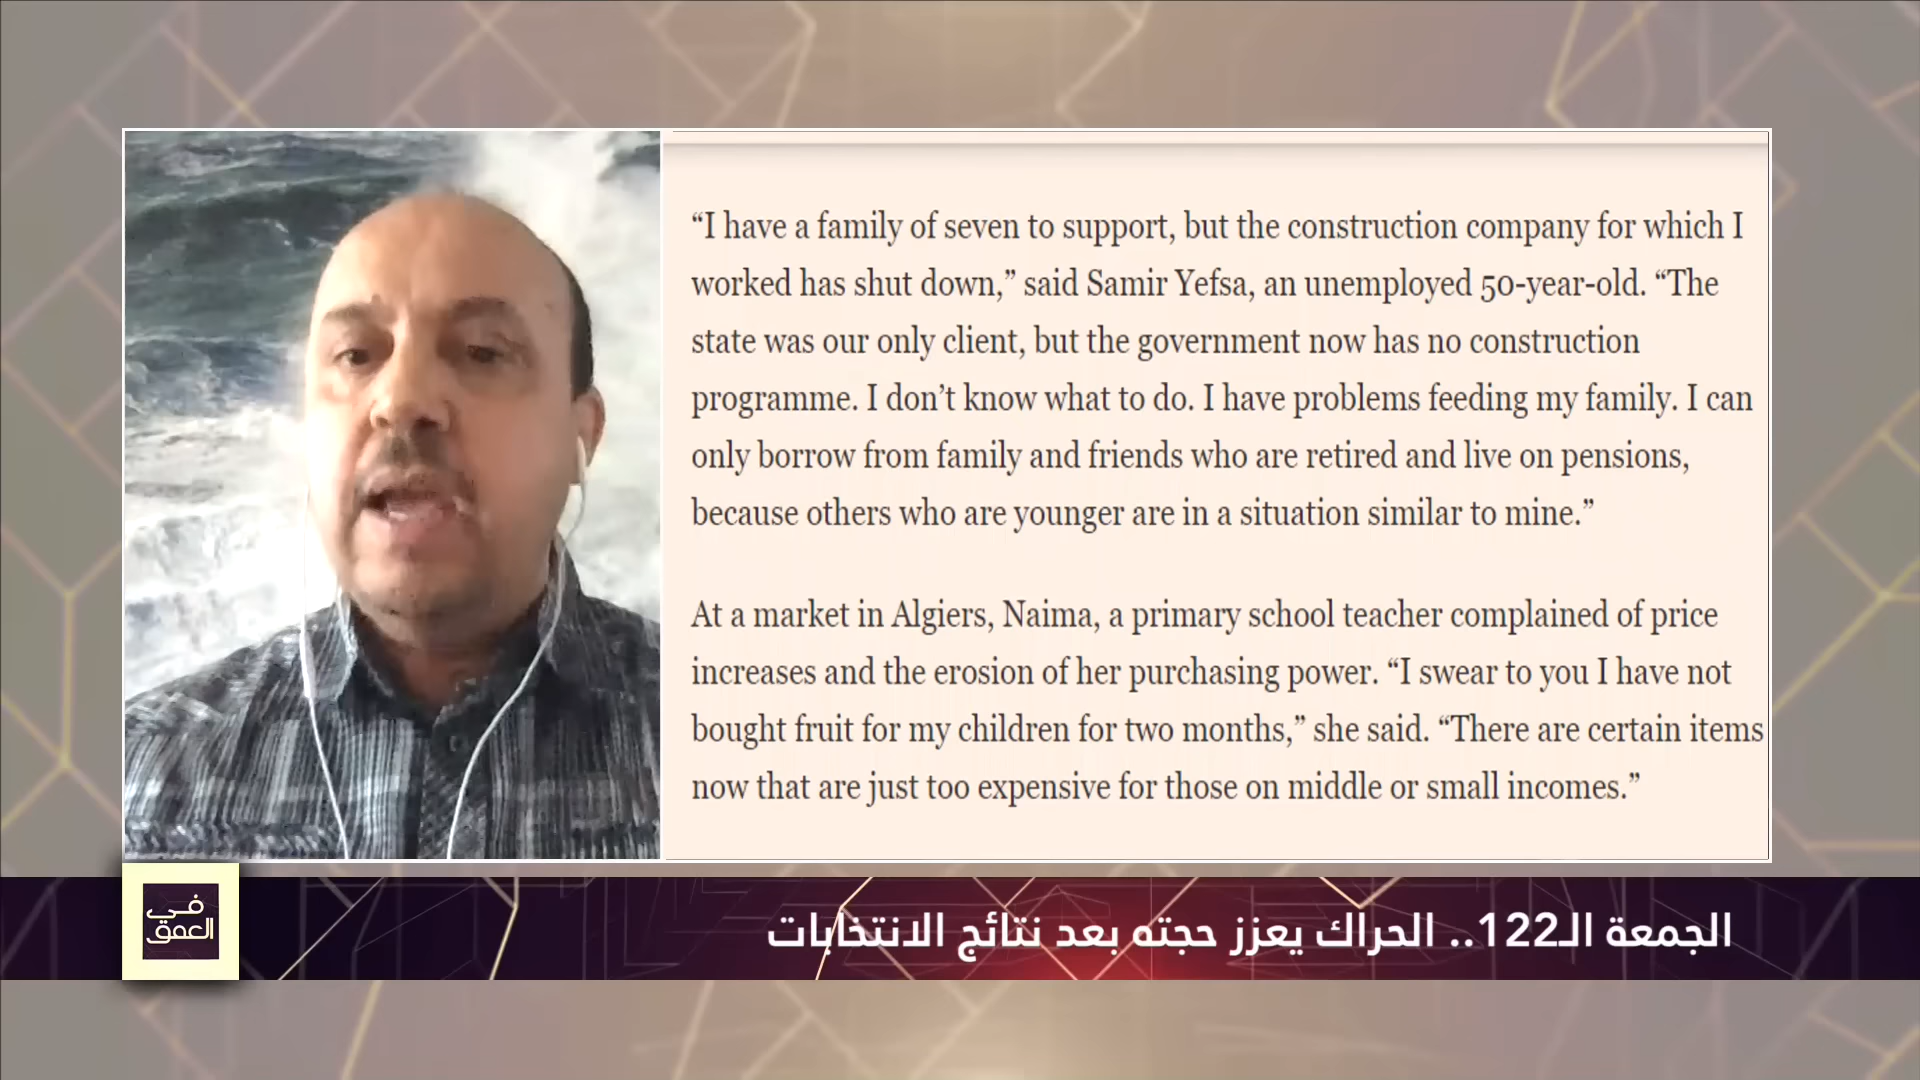 “I have a family of seven to support, but the construction company for which I
worked has shut down,” said Samir Yefsa, an unemployed 50-year-old. “The
state was our only client, but the government now has no construction
programme. I don’t know what to do. I have problems feeding my family. I can
only borrow from family and friends who are retired and live on pensions,
because others who are younger are in a situation similar to mine.”
At a market in Algiers, Naima, a primary school teacher complained of price
increases and the erosion of her purchasing power. “I swear to you I have not
bought fruit for my children for two months,” she said. “There are certain items
now that are just too expensive for those on middle or small incomes.”
الجمعة الـ122.. الحراك يعزز حجته بعد نتائج الانتخابات
في
العمق